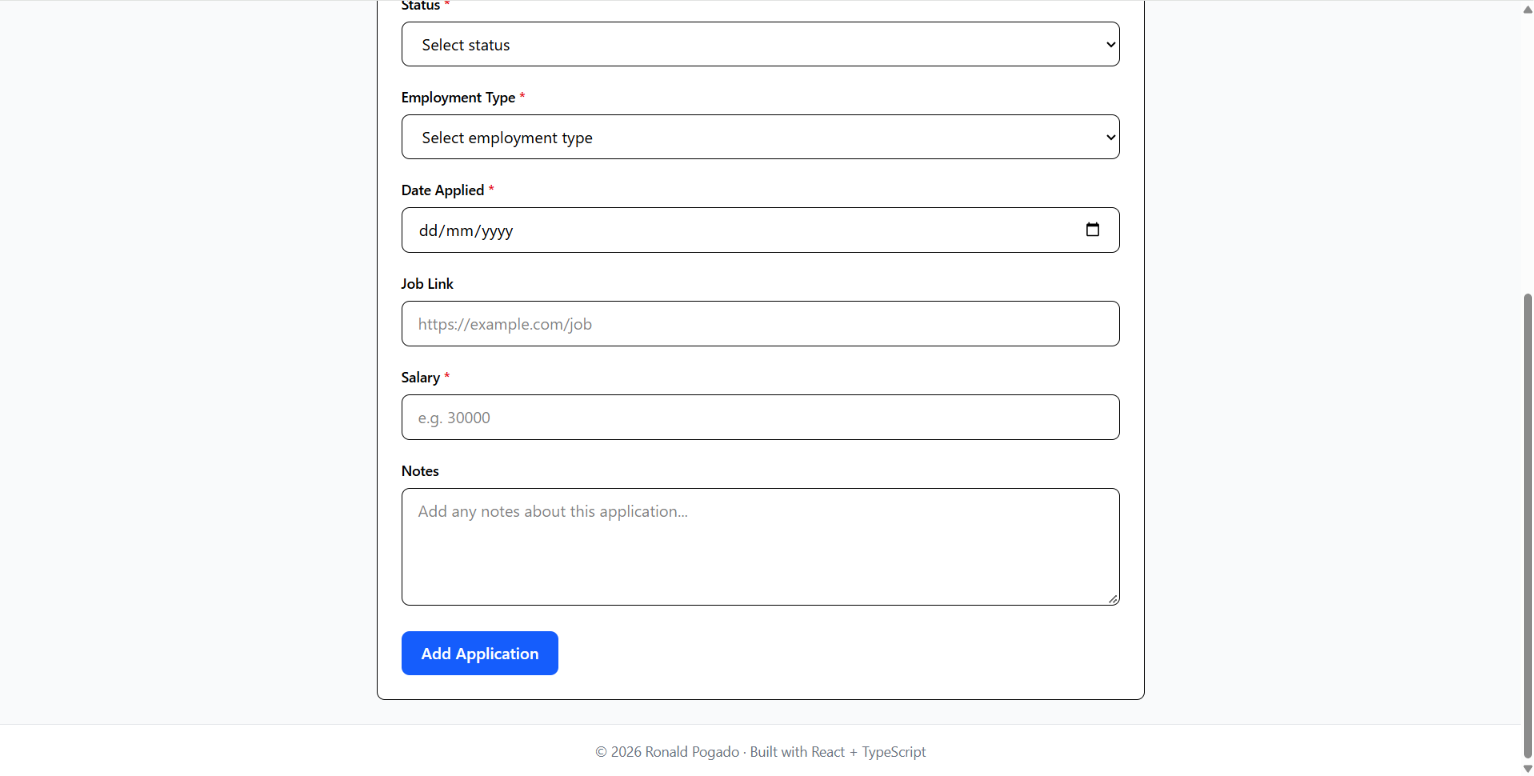 Status *
Select status
Employment Type *
Select employment type
Date Applied *
dd/mm/yyyy
Job Link
https://example.com/job
Salary *
e.g. 30000
Notes
Add any notes about this application...
Add Application
© 2026 Ronald Pogado · Built with React + TypeScript